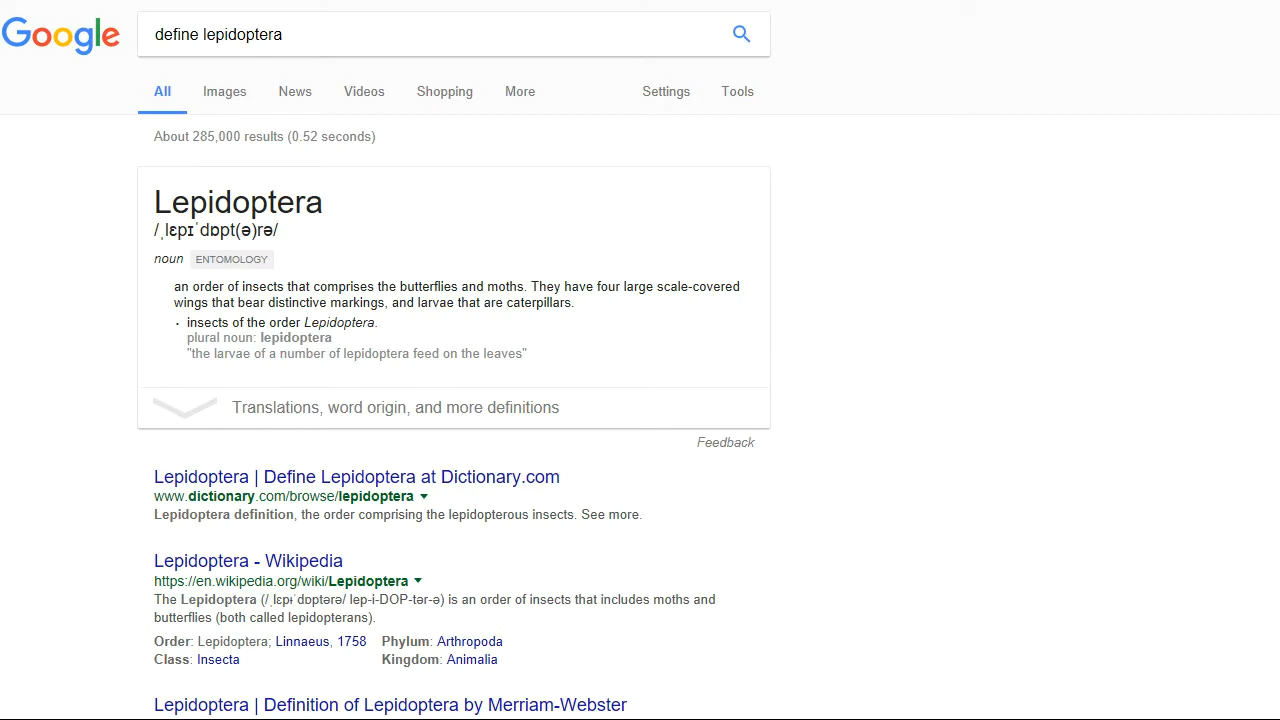 Google
define lepidoptera
All Images News Videos Shopping More Settings Tools
About 285,000 results (0.52 seconds)
Lepidoptera
/ˌlɛpɪˈdɒpt(ə)rə/
noun ENTOMOLOGY
an order of insects that comprises the butterflies and moths. They have four large scale-covered
wings that bear distinctive markings, and larvae that are caterpillars.
· insects of the order Lepidoptera.
plural noun: lepidoptera
"the larvae of a number of lepidoptera feed on the leaves"
Translations, word origin, and more definitions
Feedback
Lepidoptera | Define Lepidoptera at Dictionary.com
www.dictionary.com/browse/lepidoptera
Lepidoptera definition, the order comprising the lepidopterous insects. See more.
Lepidoptera - Wikipedia
https://en.wikipedia.org/wiki/Lepidoptera
The Lepidoptera (/ˌlɛpᵻˈdɒptərə/ lep-i-DOP-tər-ə) is an order of insects that includes moths and
butterflies (both called lepidopterans).
Order: Lepidoptera; Linnaeus, 1758 Phylum: Arthropoda
Class: Insecta Kingdom: Animalia
Lepidoptera | Definition of Lepidoptera by Merriam-Webster